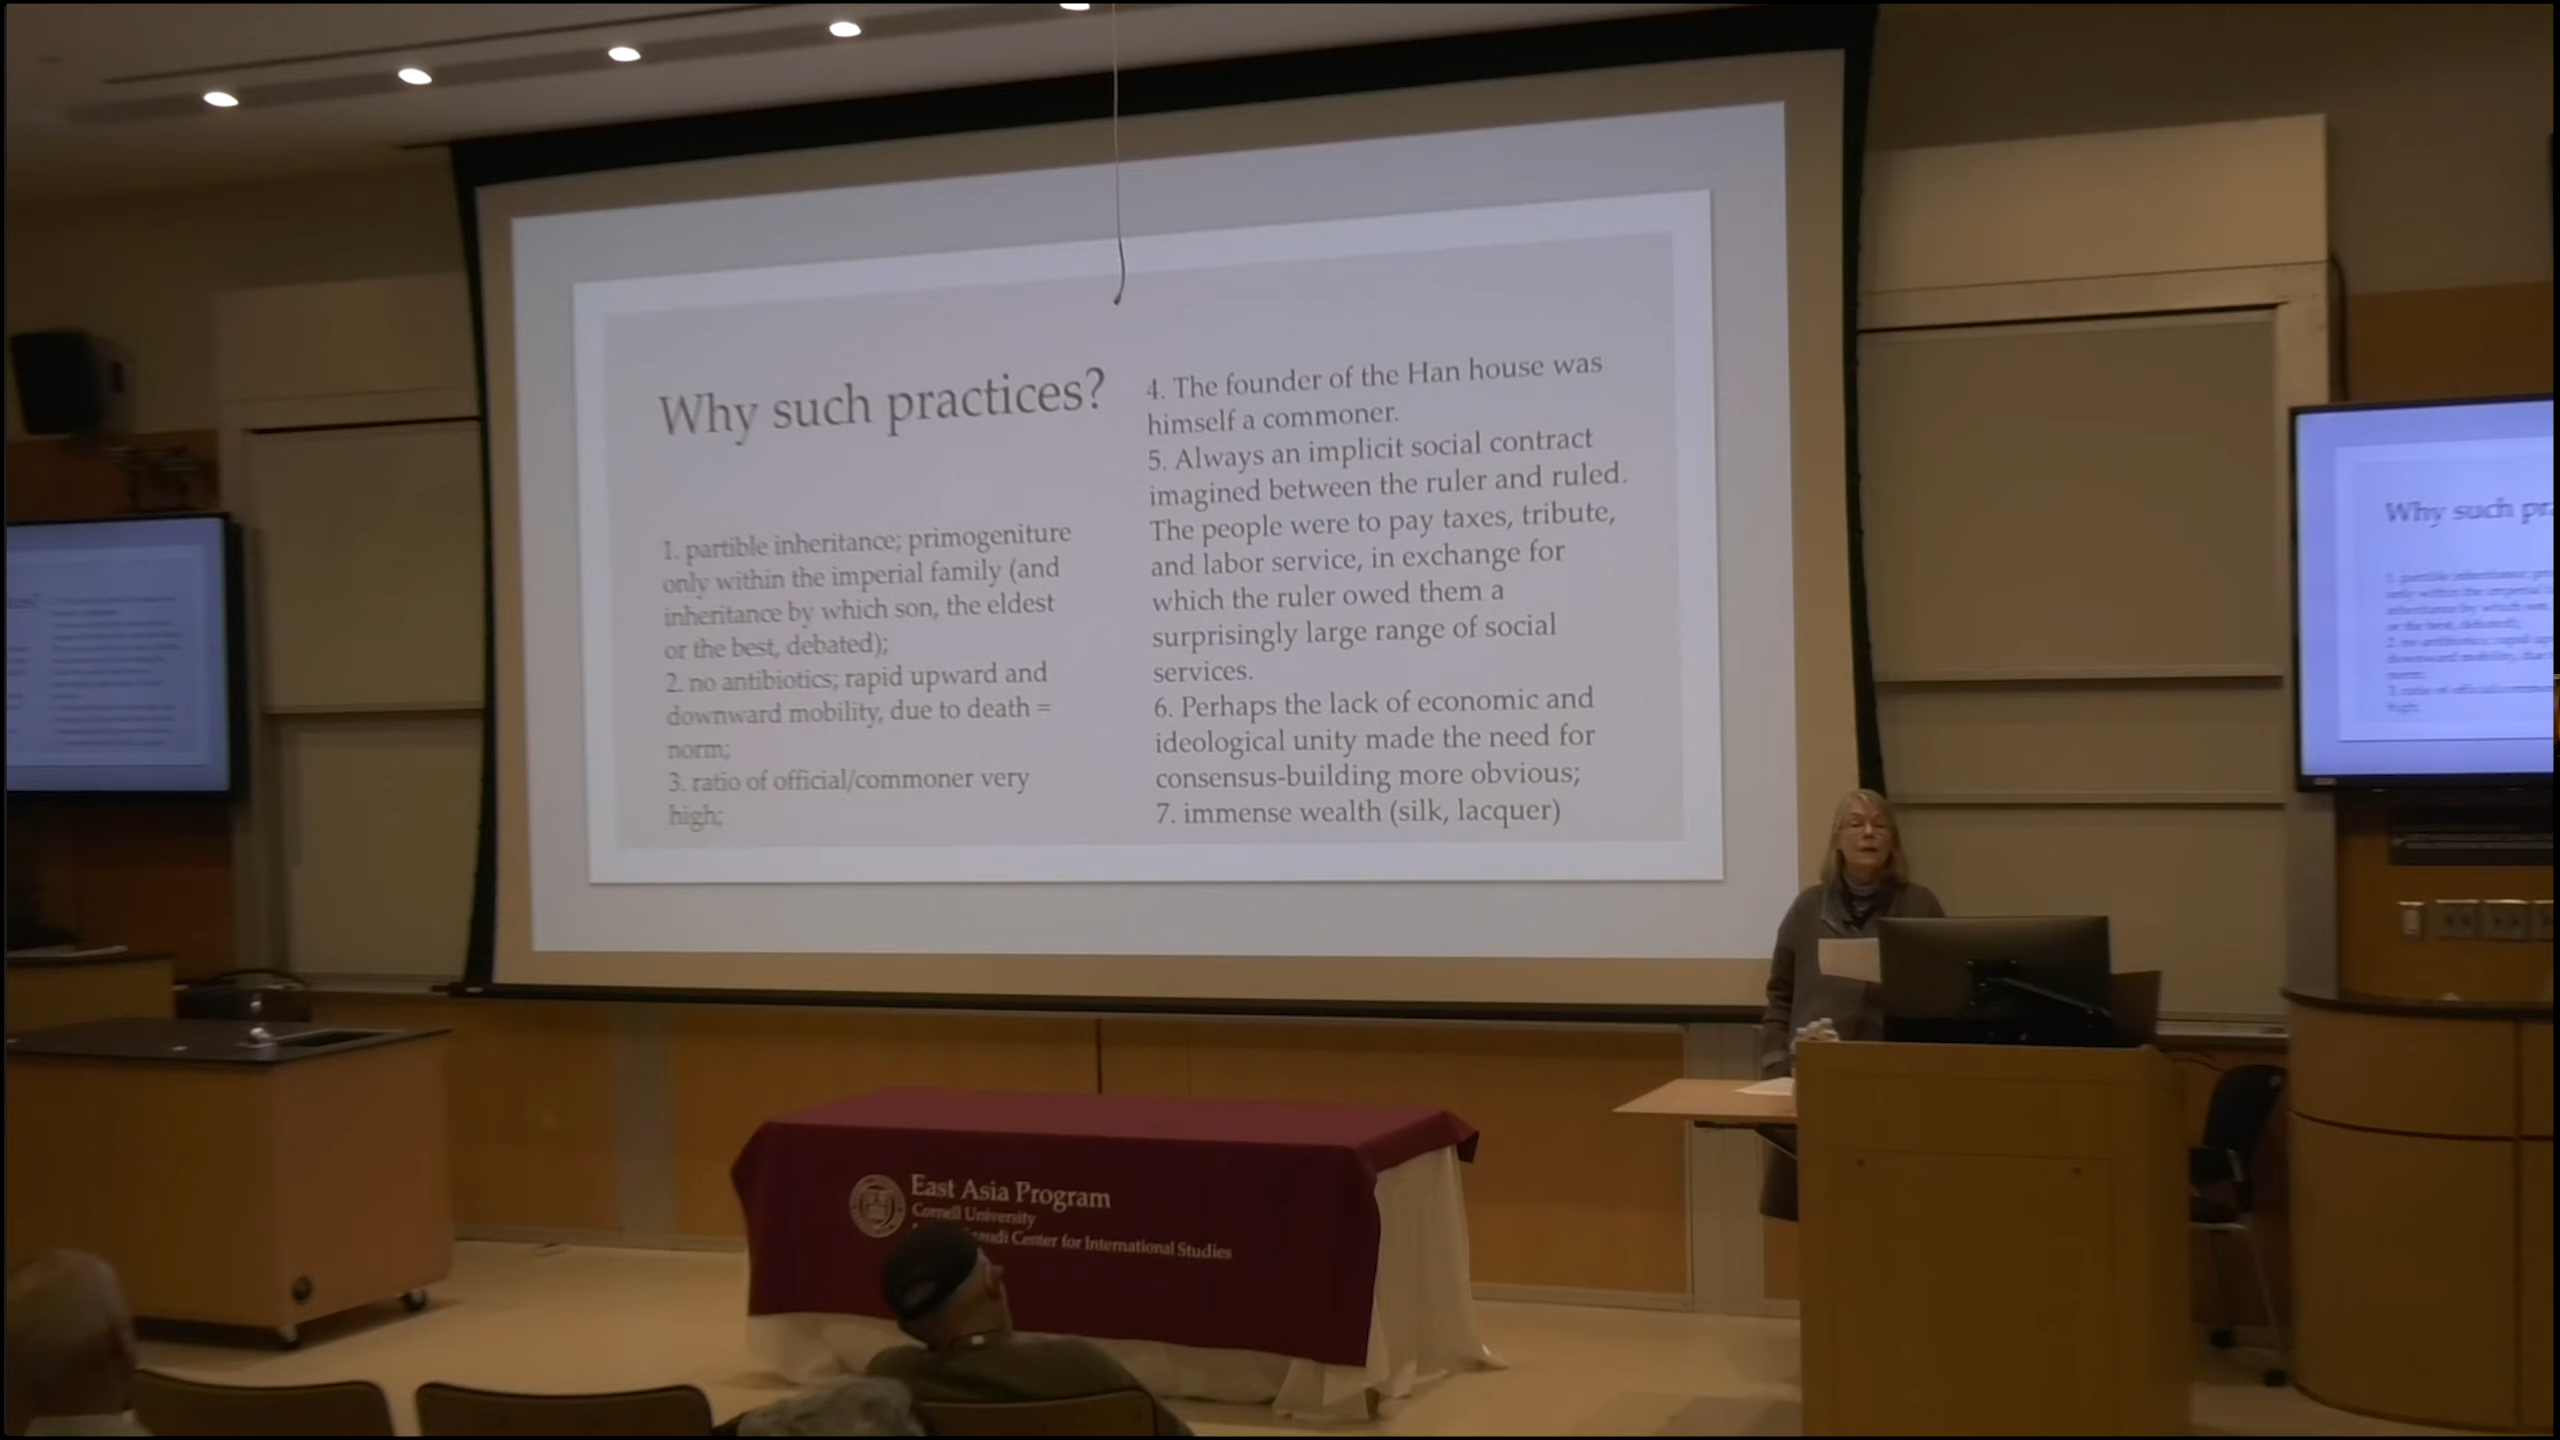 Why such practices?
1. partible inheritance; primogeniture
only within the imperial family (and
inheritance by which son, the eldest
or the best, debated);
2. no antibiotics; rapid upward and
downward mobility, due to death =
norm;
3. ratio of official/commoner very
high;
4. The founder of the Han house was
himself a commoner.
5. Always an implicit social contract
imagined between the ruler and ruled.
The people were to pay taxes, tribute,
and labor service, in exchange for
which the ruler owed them a
surprisingly large range of social
services.
6. Perhaps the lack of economic and
ideological unity made the need for
consensus-building more obvious;
7. immense wealth (silk, lacquer)
Why such
East Asia Program
Cornell University
Center for International Studies